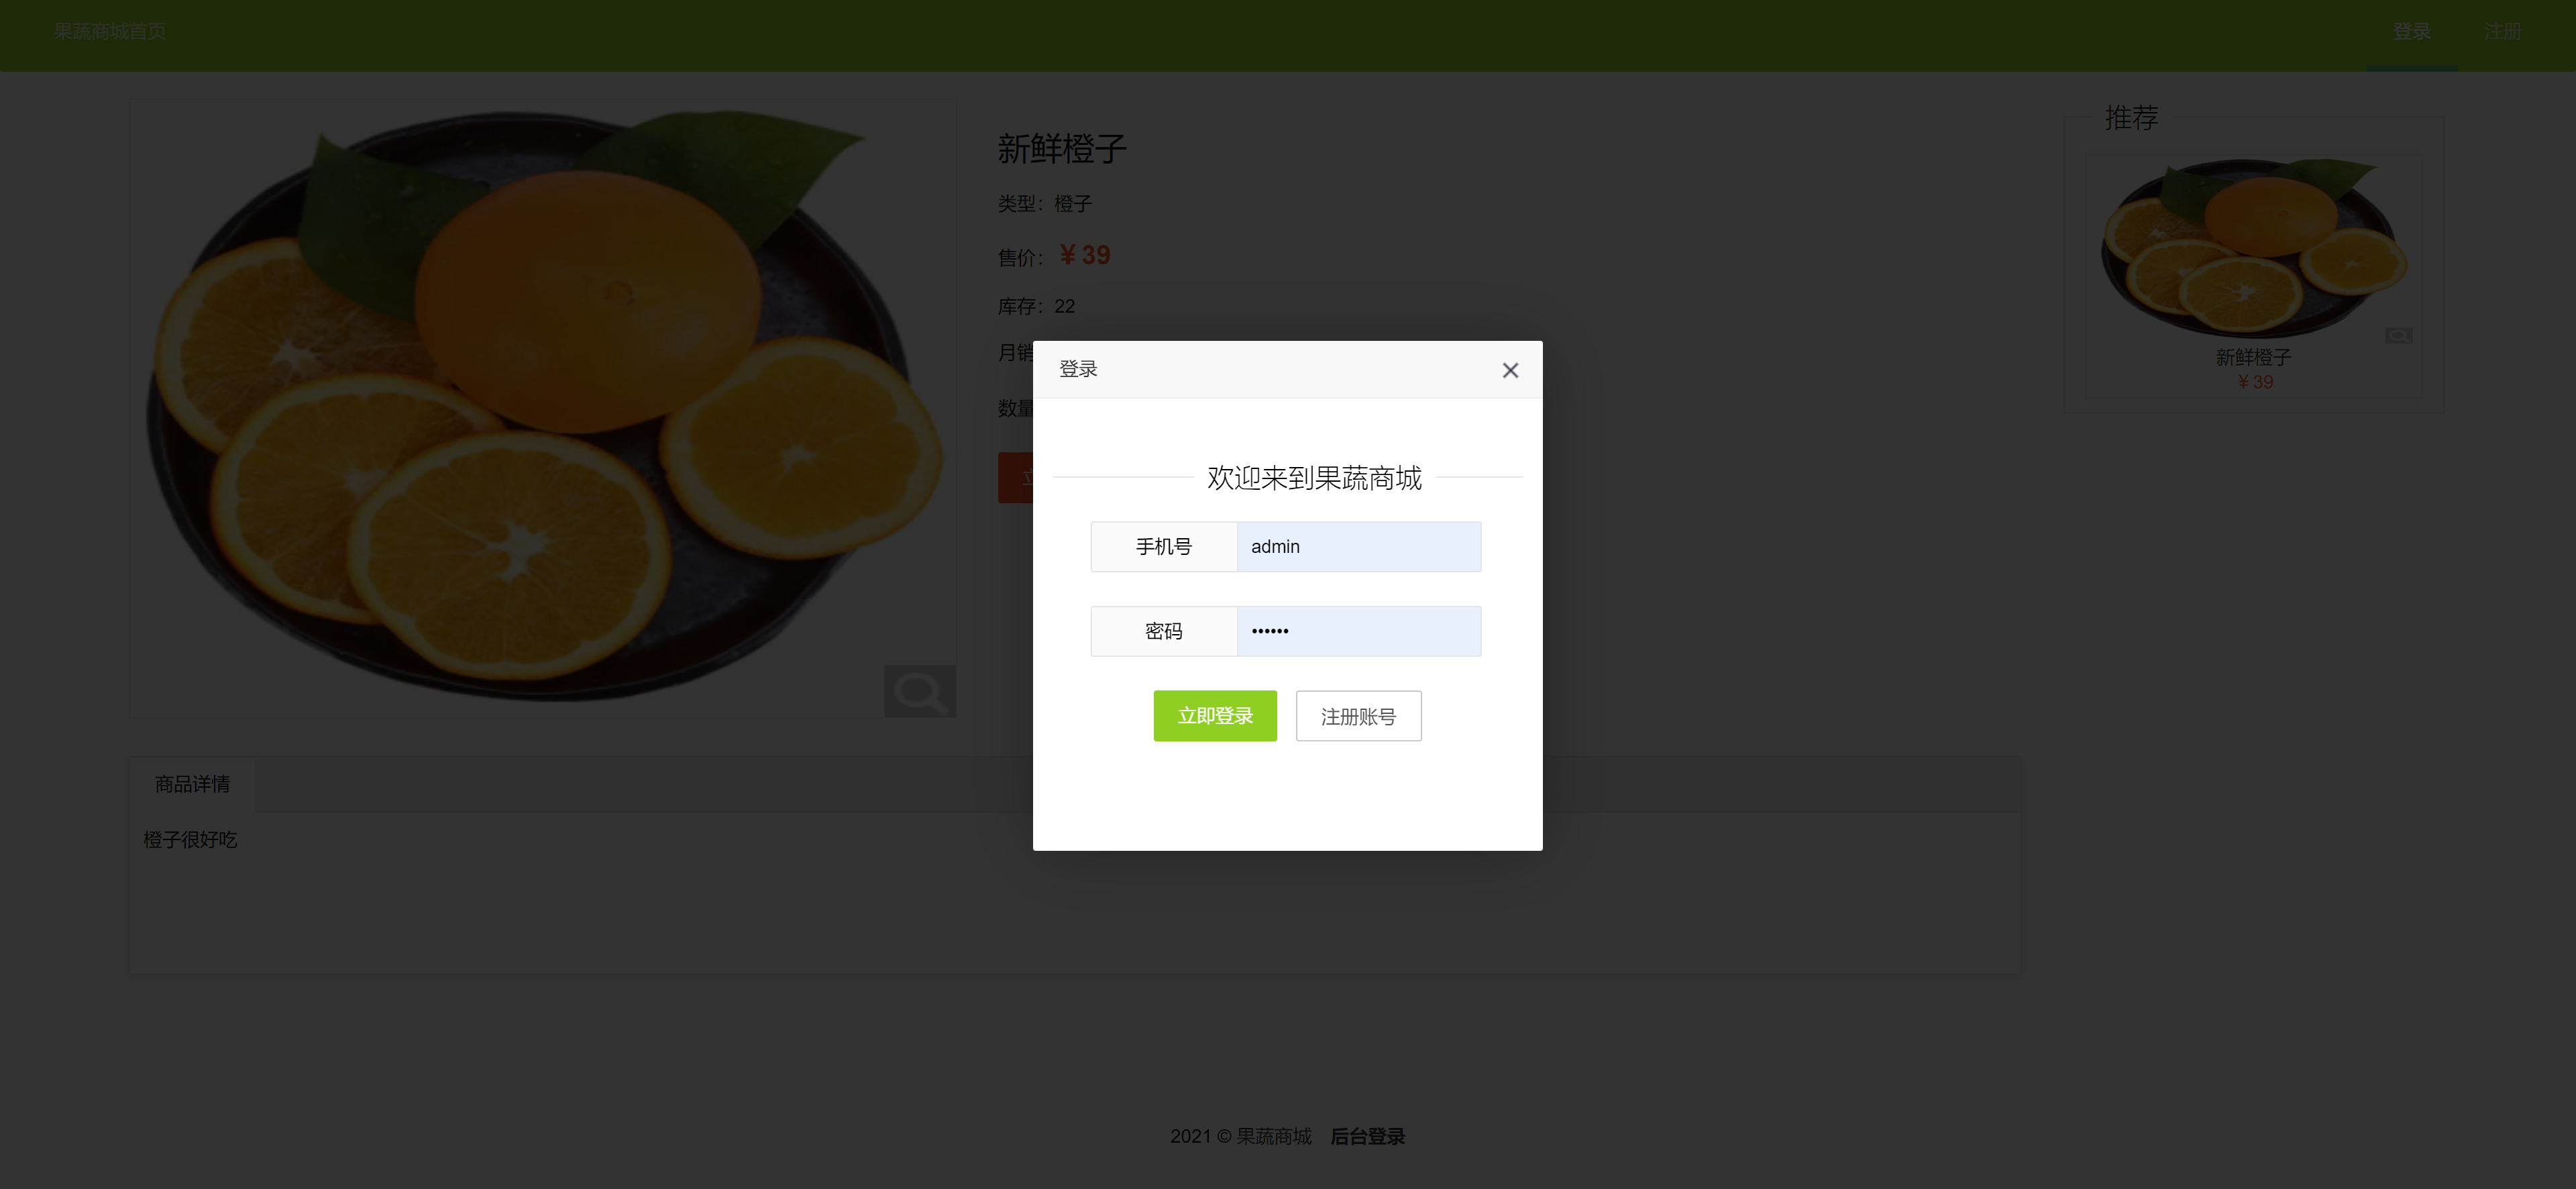 果蔬商城首页 登录 注册
新鲜橙子
类型：橙子
售价： ¥ 39
库存：22
月销
数量
立
推荐
新鲜橙子
¥ 39
登录
欢迎来到果蔬商城
手机号 admin
密码 ••••••
立即登录 注册账号
商品详情
橙子很好吃
2021 © 果蔬商城 后台登录